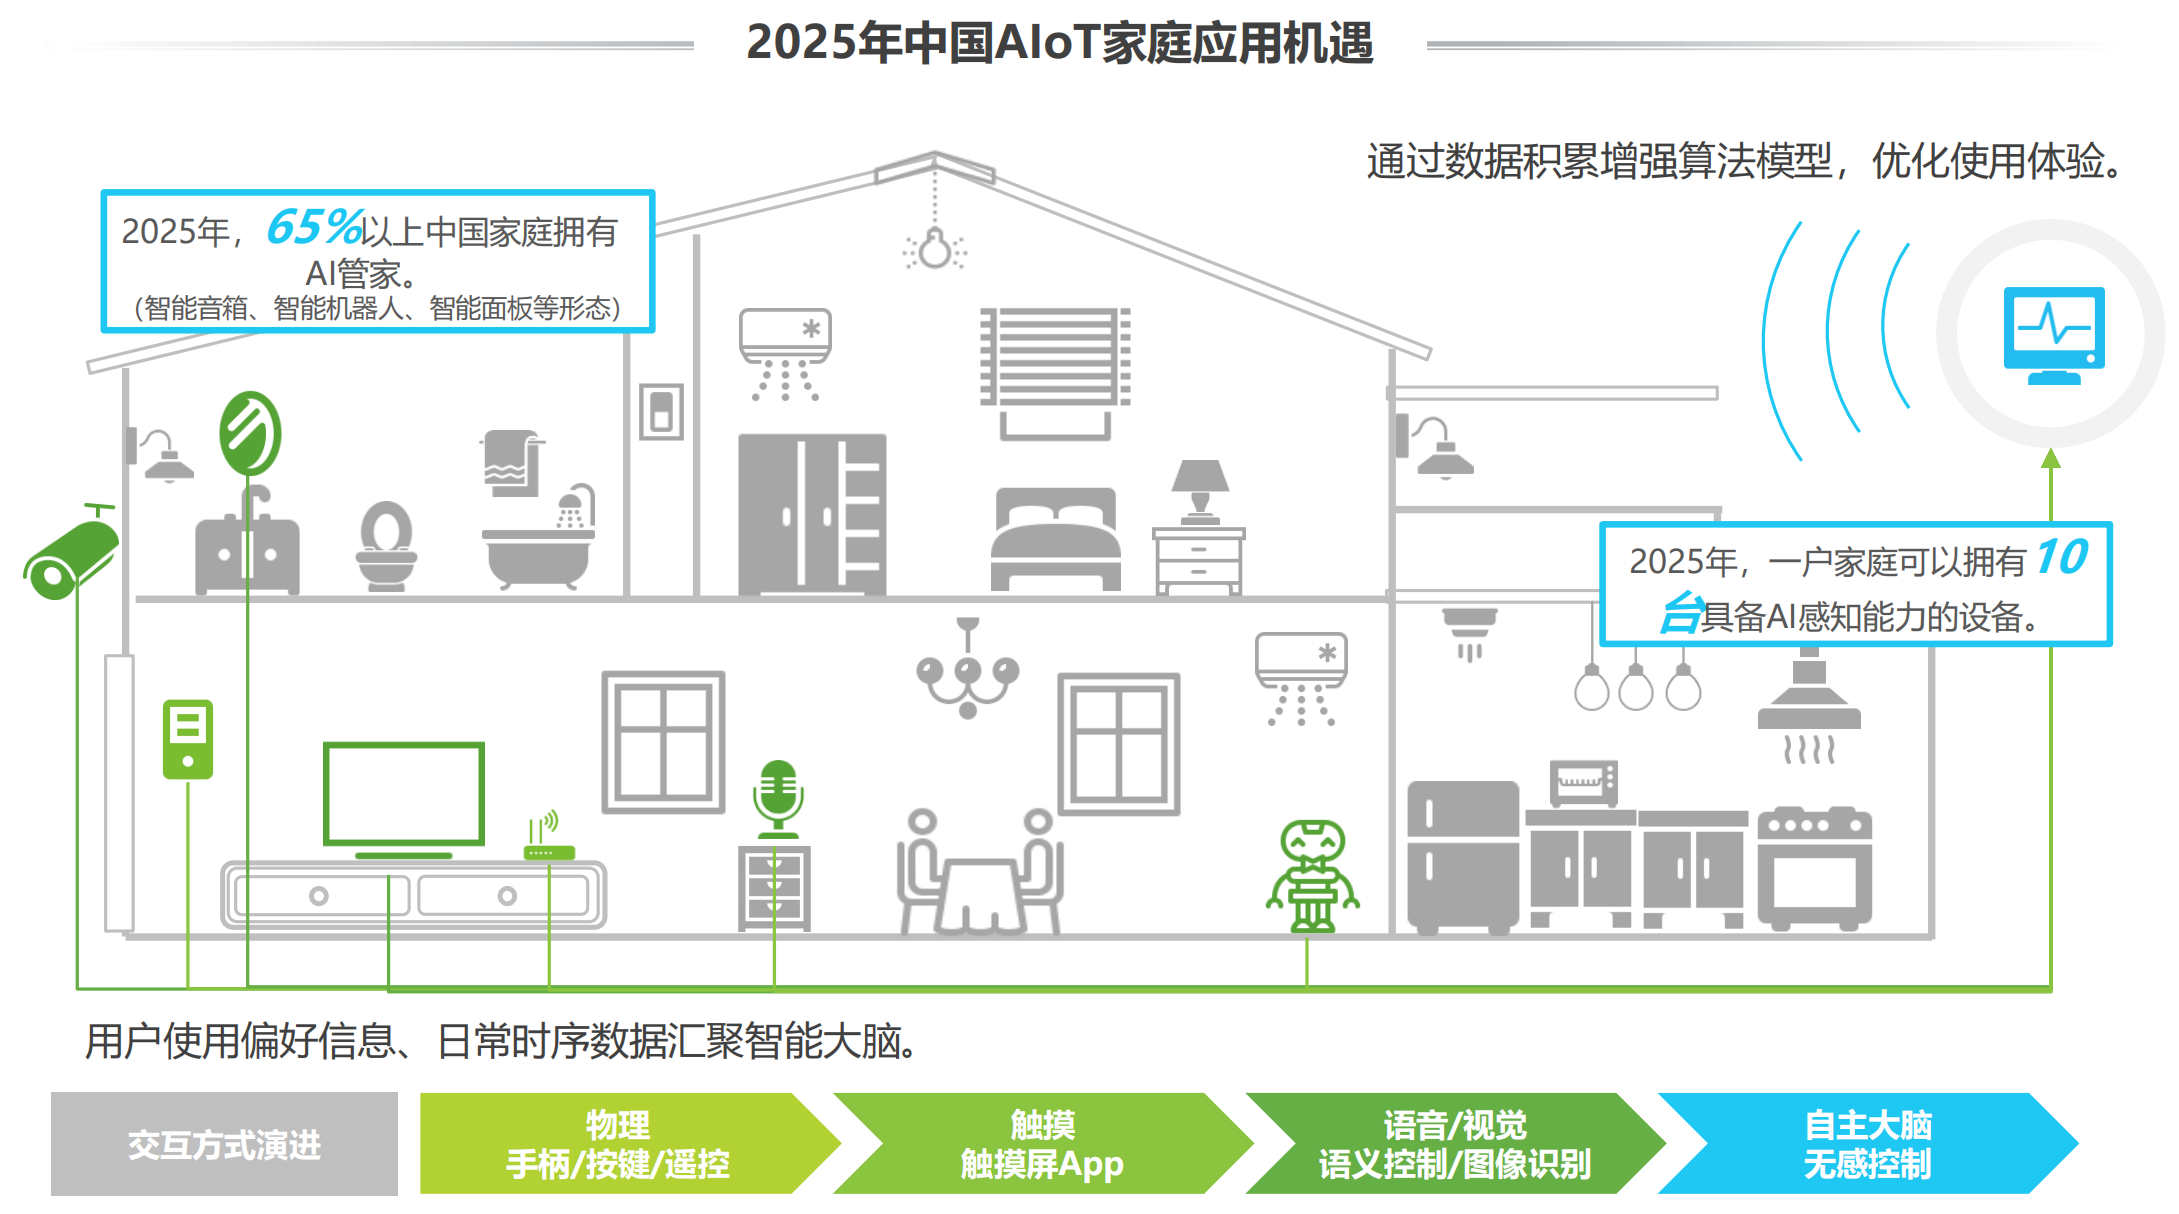 2025年中国AIoT家庭应用机遇
通过数据积累增强算法模型，优化使用体验。
2025年，65%以上中国家庭拥有
AI管家。
（智能音箱、智能机器人、智能面板等形态）
2025年，一户家庭可以拥有10
台具备AI感知能力的设备。
用户使用偏好信息、日常时序数据汇聚智能大脑。
交互方式演进
物理
手柄/按键/遥控
触摸
触摸屏App
语音/视觉
语义控制/图像识别
自主大脑
无感控制